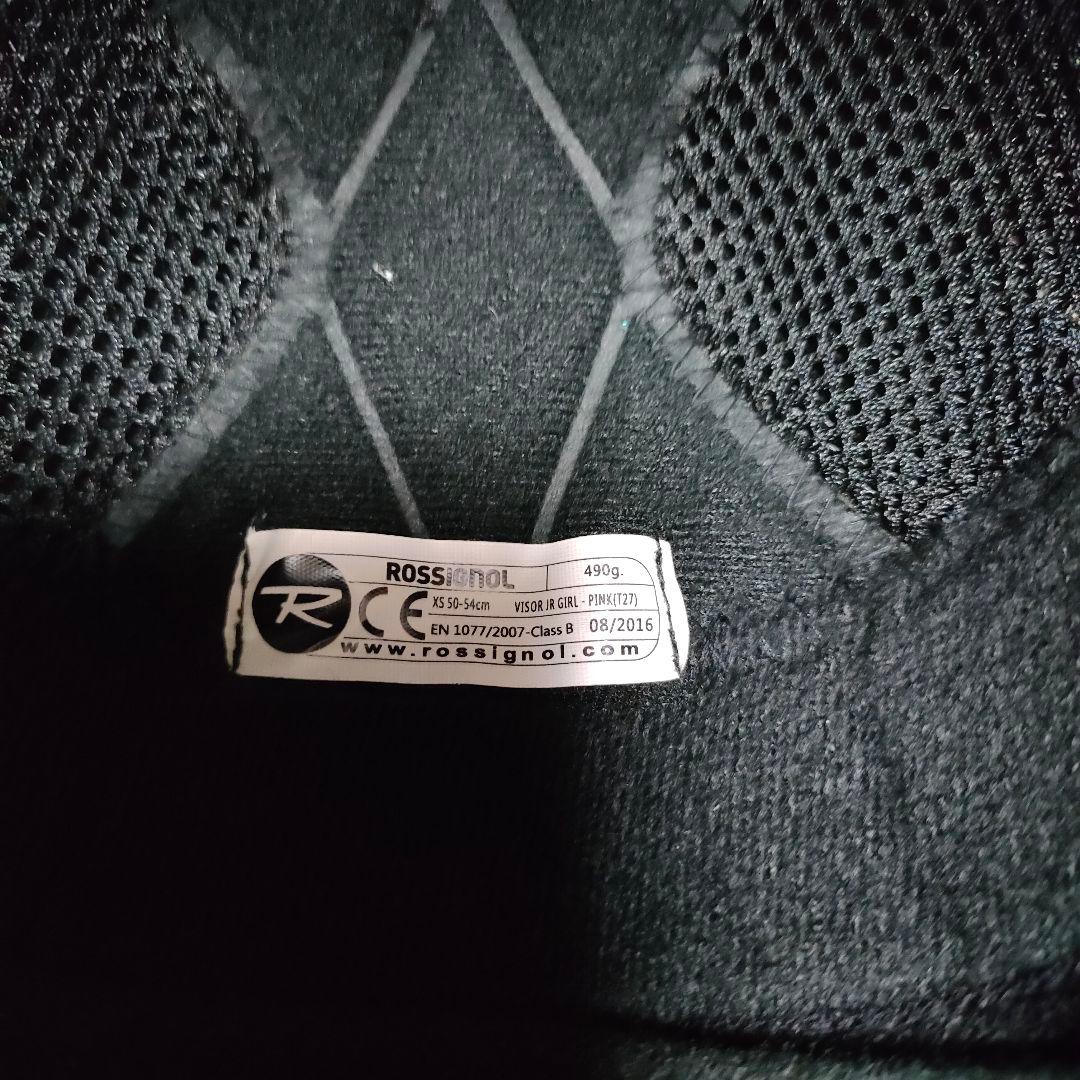 ROSSIGNOL 490g.
R CE XS 50-54cm VISOR JR GIRL - PINK(T27)
EN 1077/2007-Class B 08/2016
www.rossignol.com